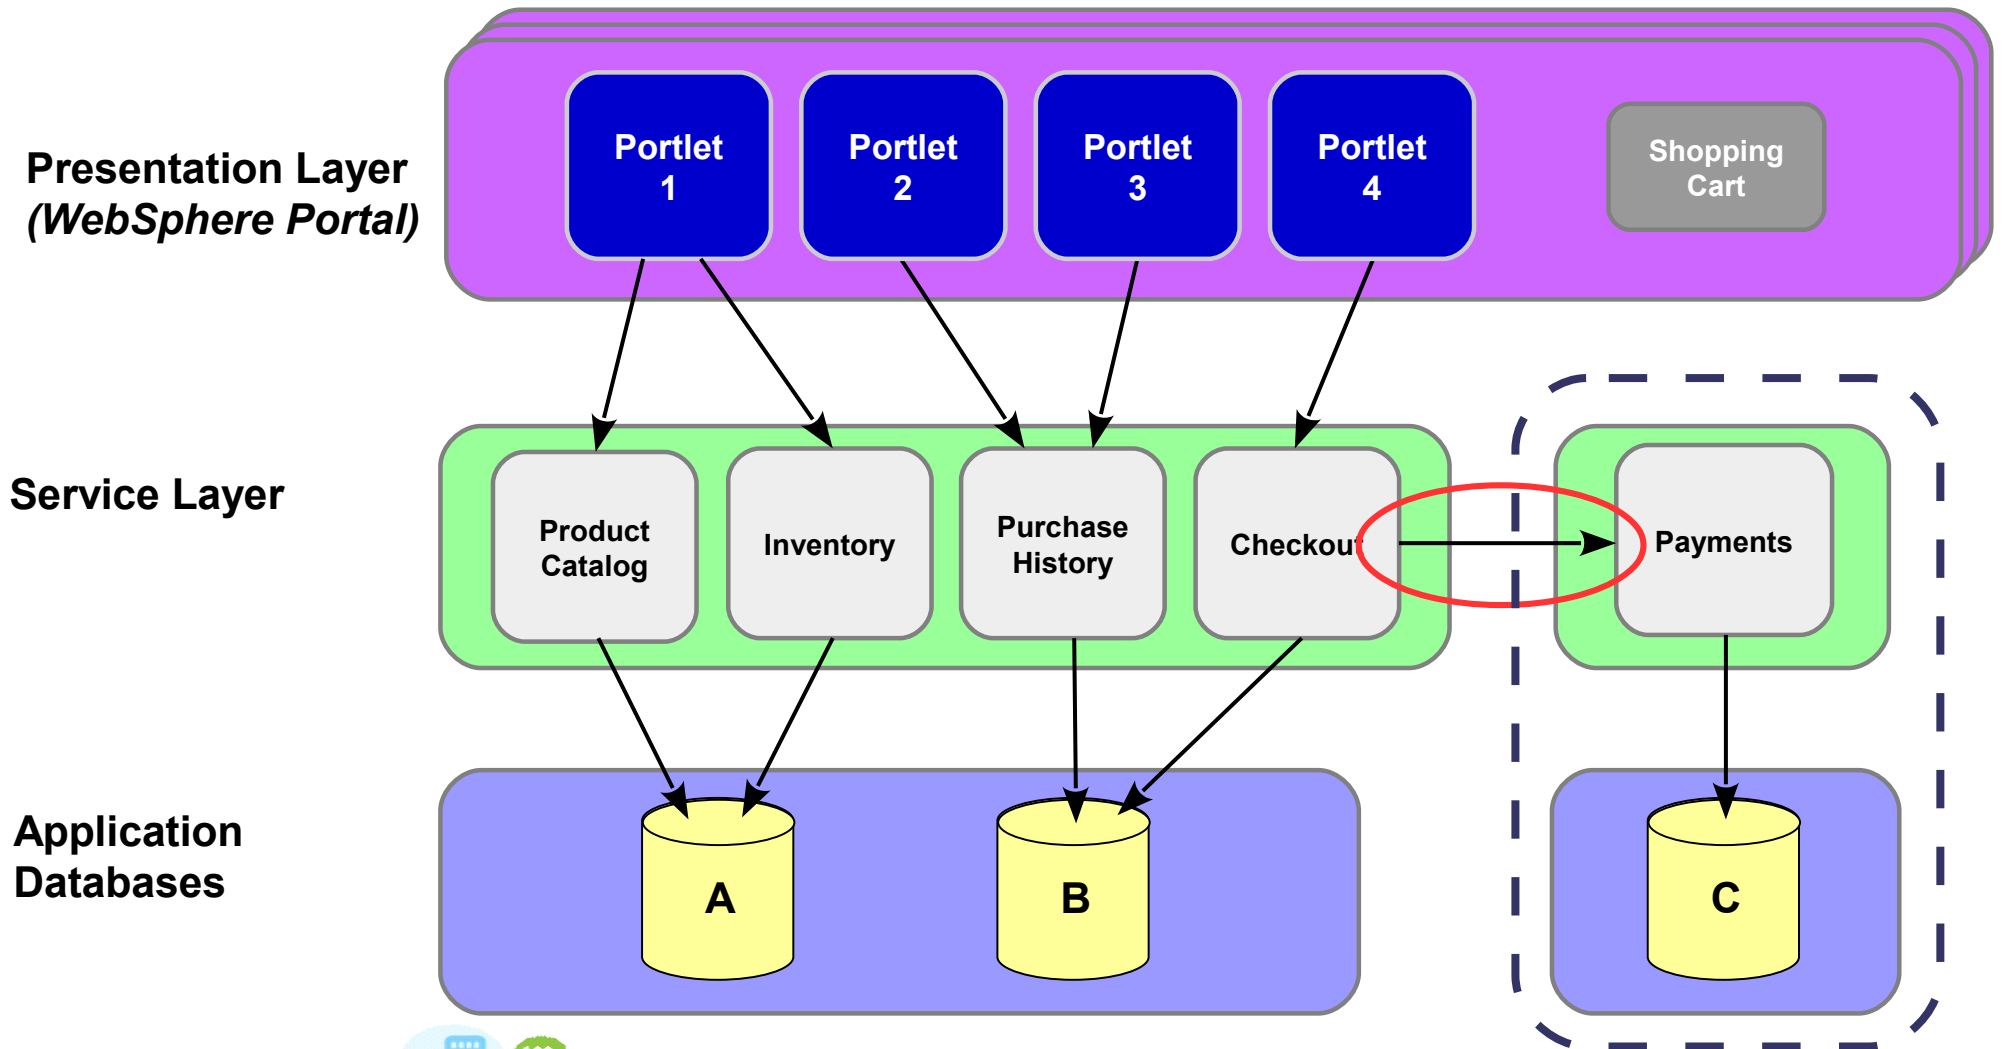 Portlet
1
Portlet
2
Portlet
3
Portlet
4
Shopping
Cart
Presentation Layer
(WebSphere Portal)
Service Layer
Product
Catalog
Inventory
Purchase
History
Checkout
Payments
Application
Databases
A
B
C